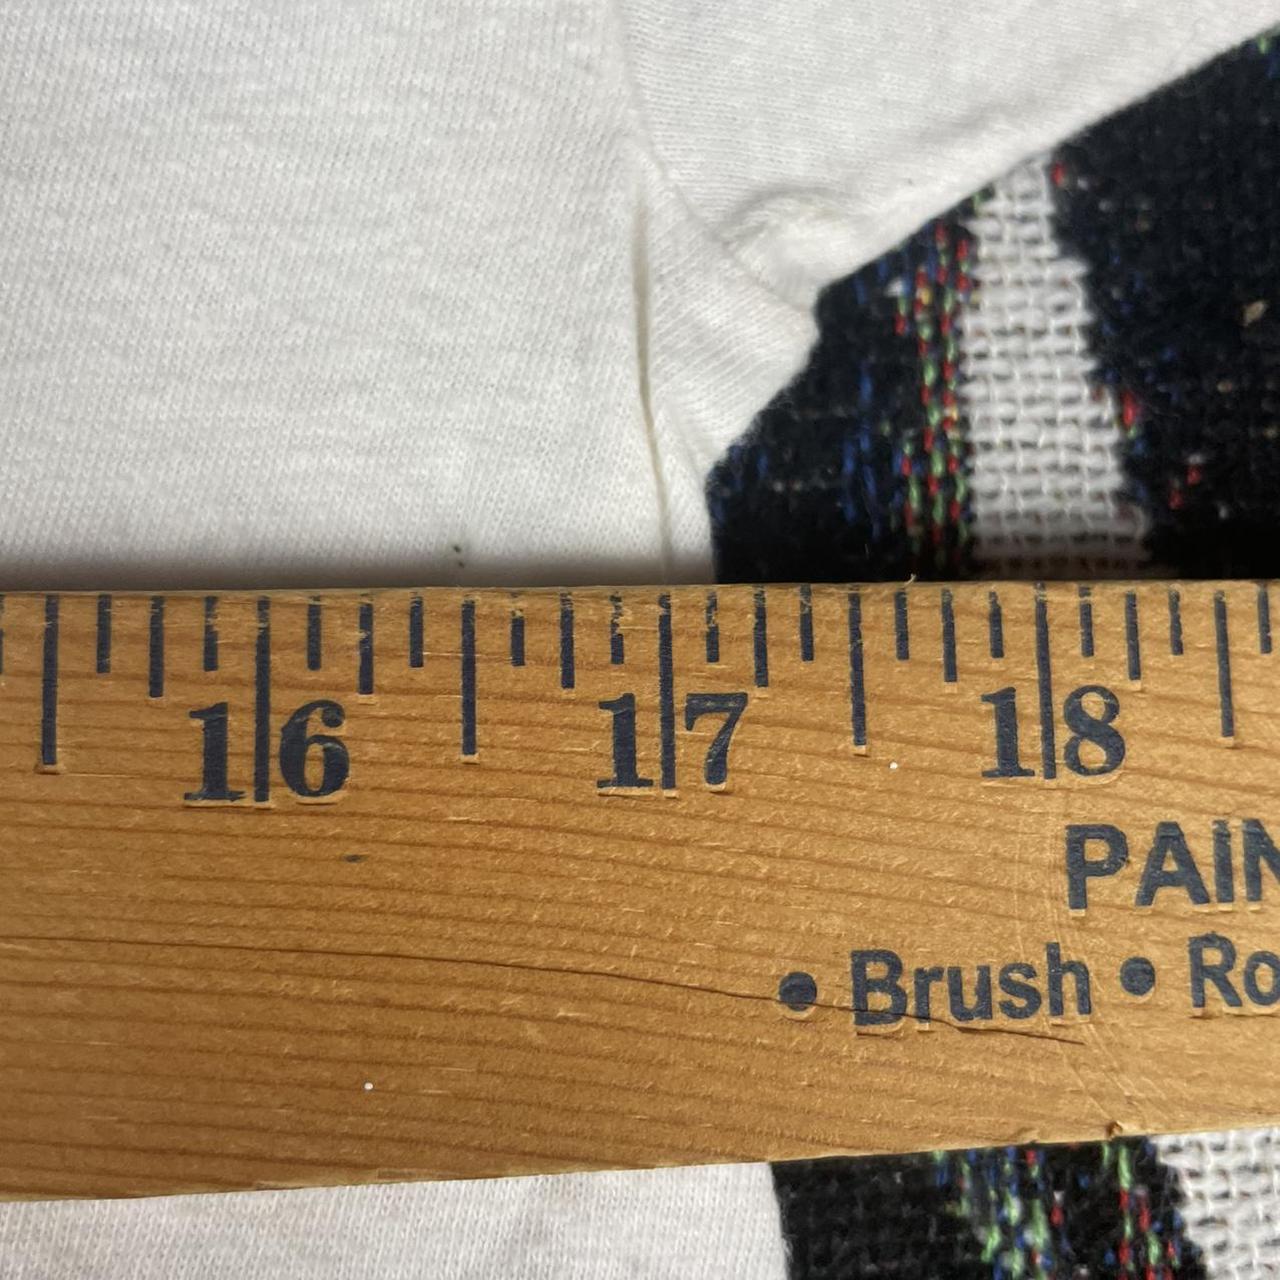 16 17 18
PAIN
• Brush • Ro